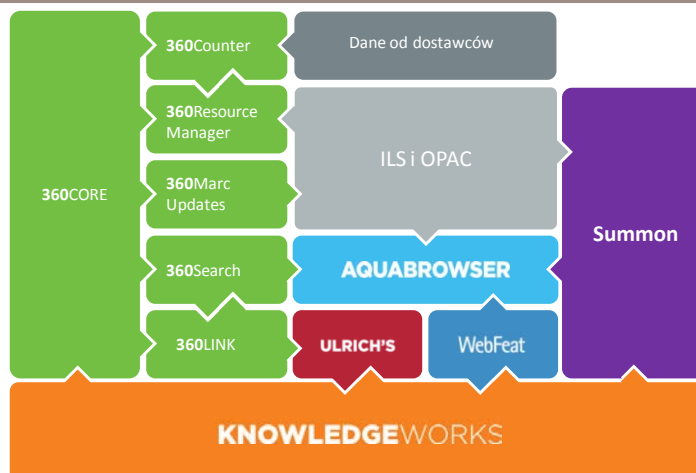 360Counter
Dane od dostawców
360Resource
Manager
ILS i OPAC
360CORE
360Marc
Updates
Summon
360Search
AQUABROWSER
360LINK
ULRICH'S
WebFeat
KNOWLEDGEWORKS